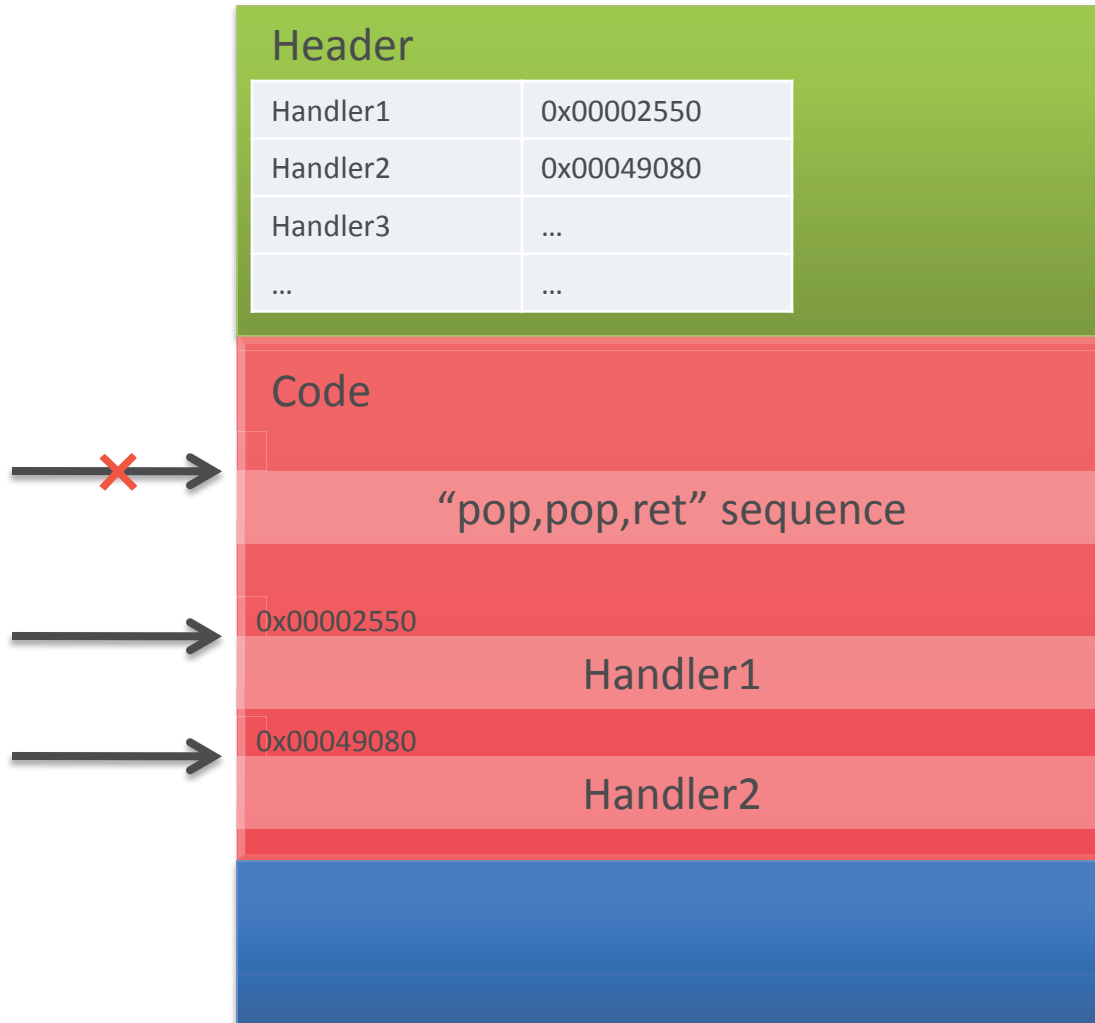 Header
Handler1 0x00002550
Handler2 0x00049080
Handler3 …
… …
Code
“pop,pop,ret” sequence
0x00002550
Handler1
0x00049080
Handler2